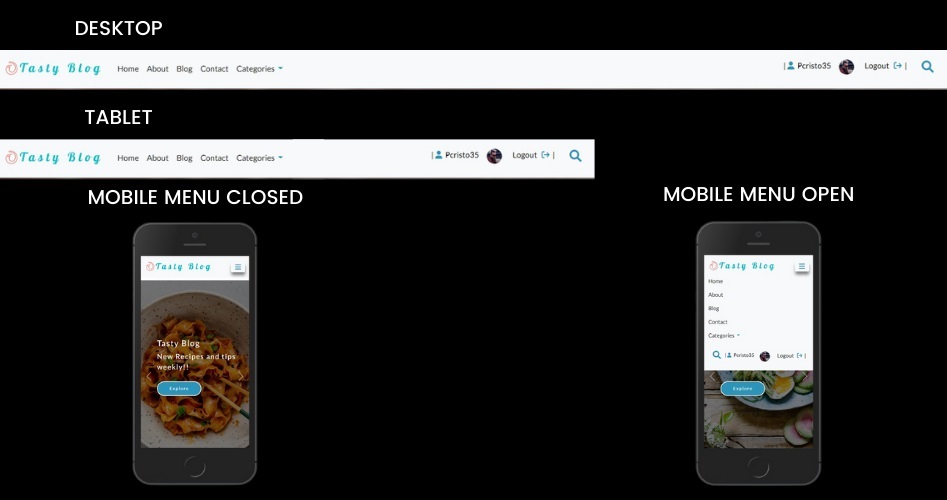 DESKTOP
Tasty Blog Home About Blog Contact Categories | Pcristo35 Logout |
TABLET
Tasty Blog Home About Blog Contact Categories | Pcristo35 Logout |
MOBILE MENU CLOSED
Tasty Blog
Tasty Blog
New Recipes and tips
weekly!!
Explore
MOBILE MENU OPEN
Tasty Blog
Home
About
Blog
Contact
Categories
| Pcristo35 Logout |
Explore